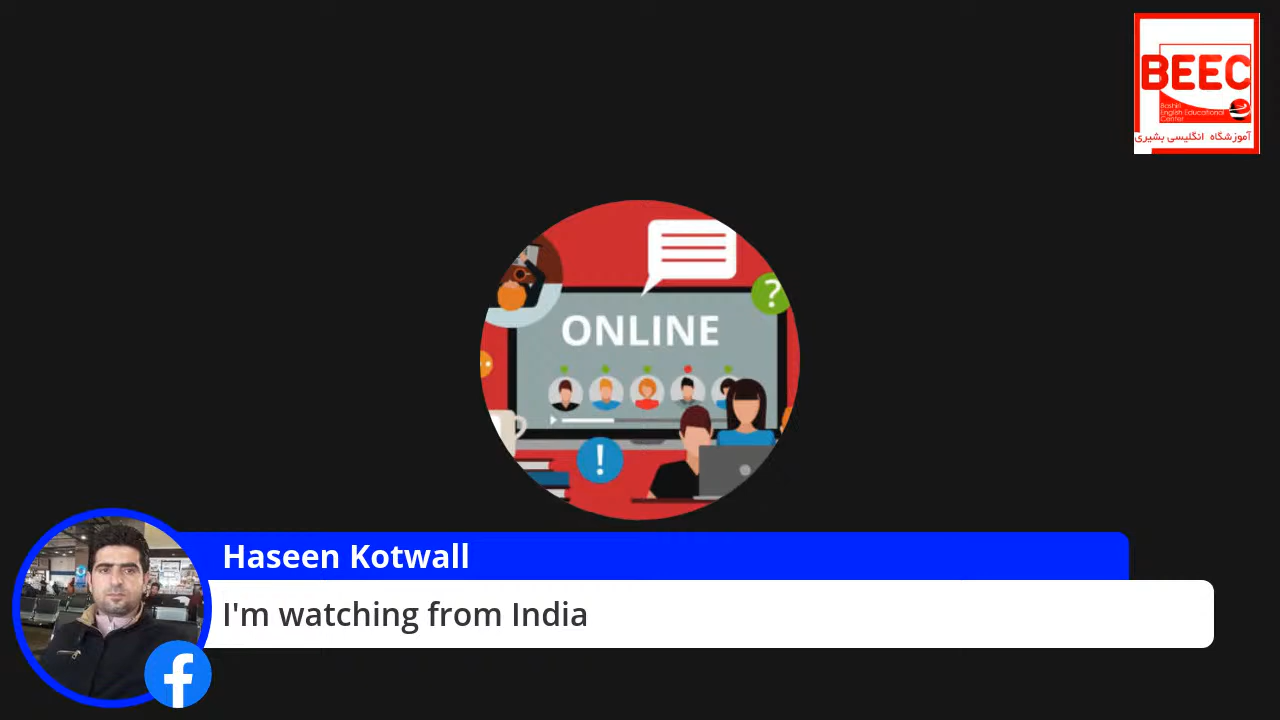 BEEC
Bashiri
English Educational
Center
آموزشگاه انگلیسی بشیری
?
ONLINE
!
Haseen Kotwall
I'm watching from India
f